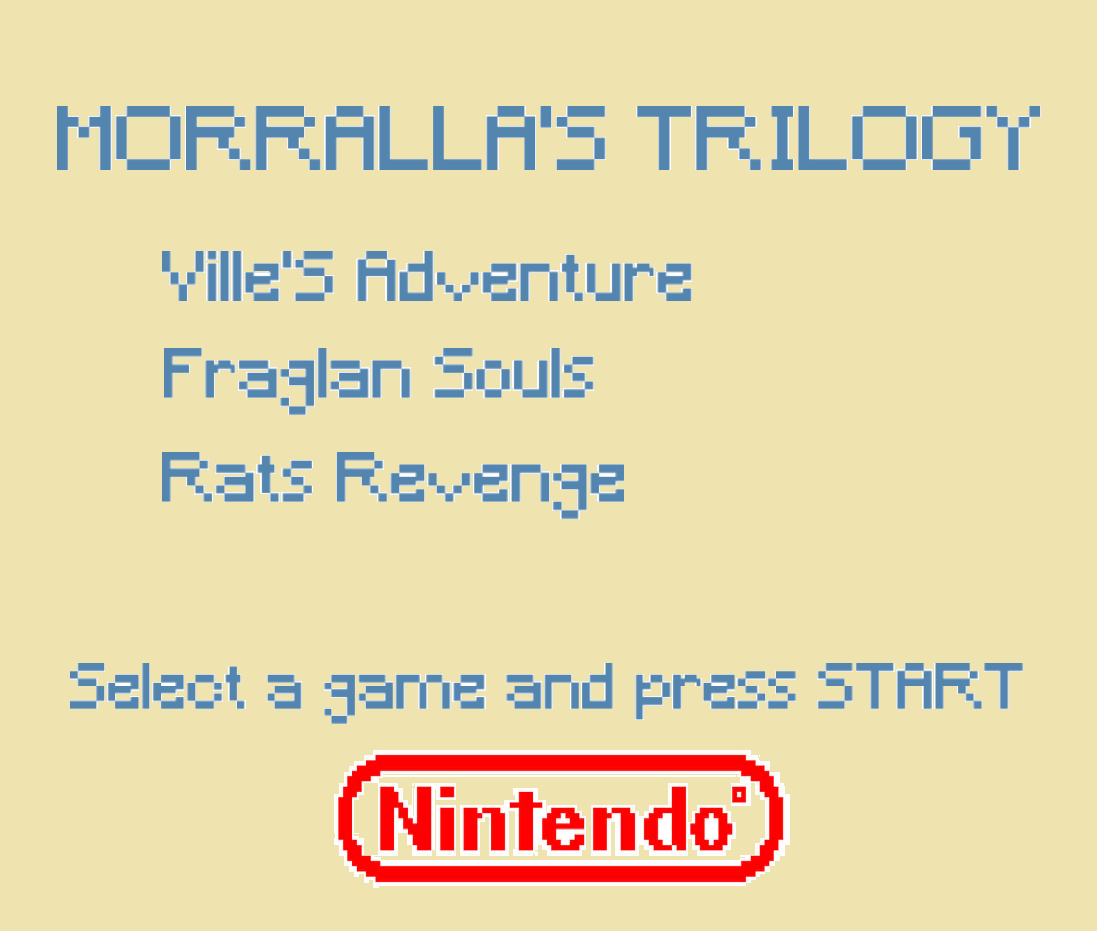 MORRALLA'S TRILOGY
Ville'S Adventure
Fraglan Souls
Rats Revenge
Select a game and press START
Nintendo